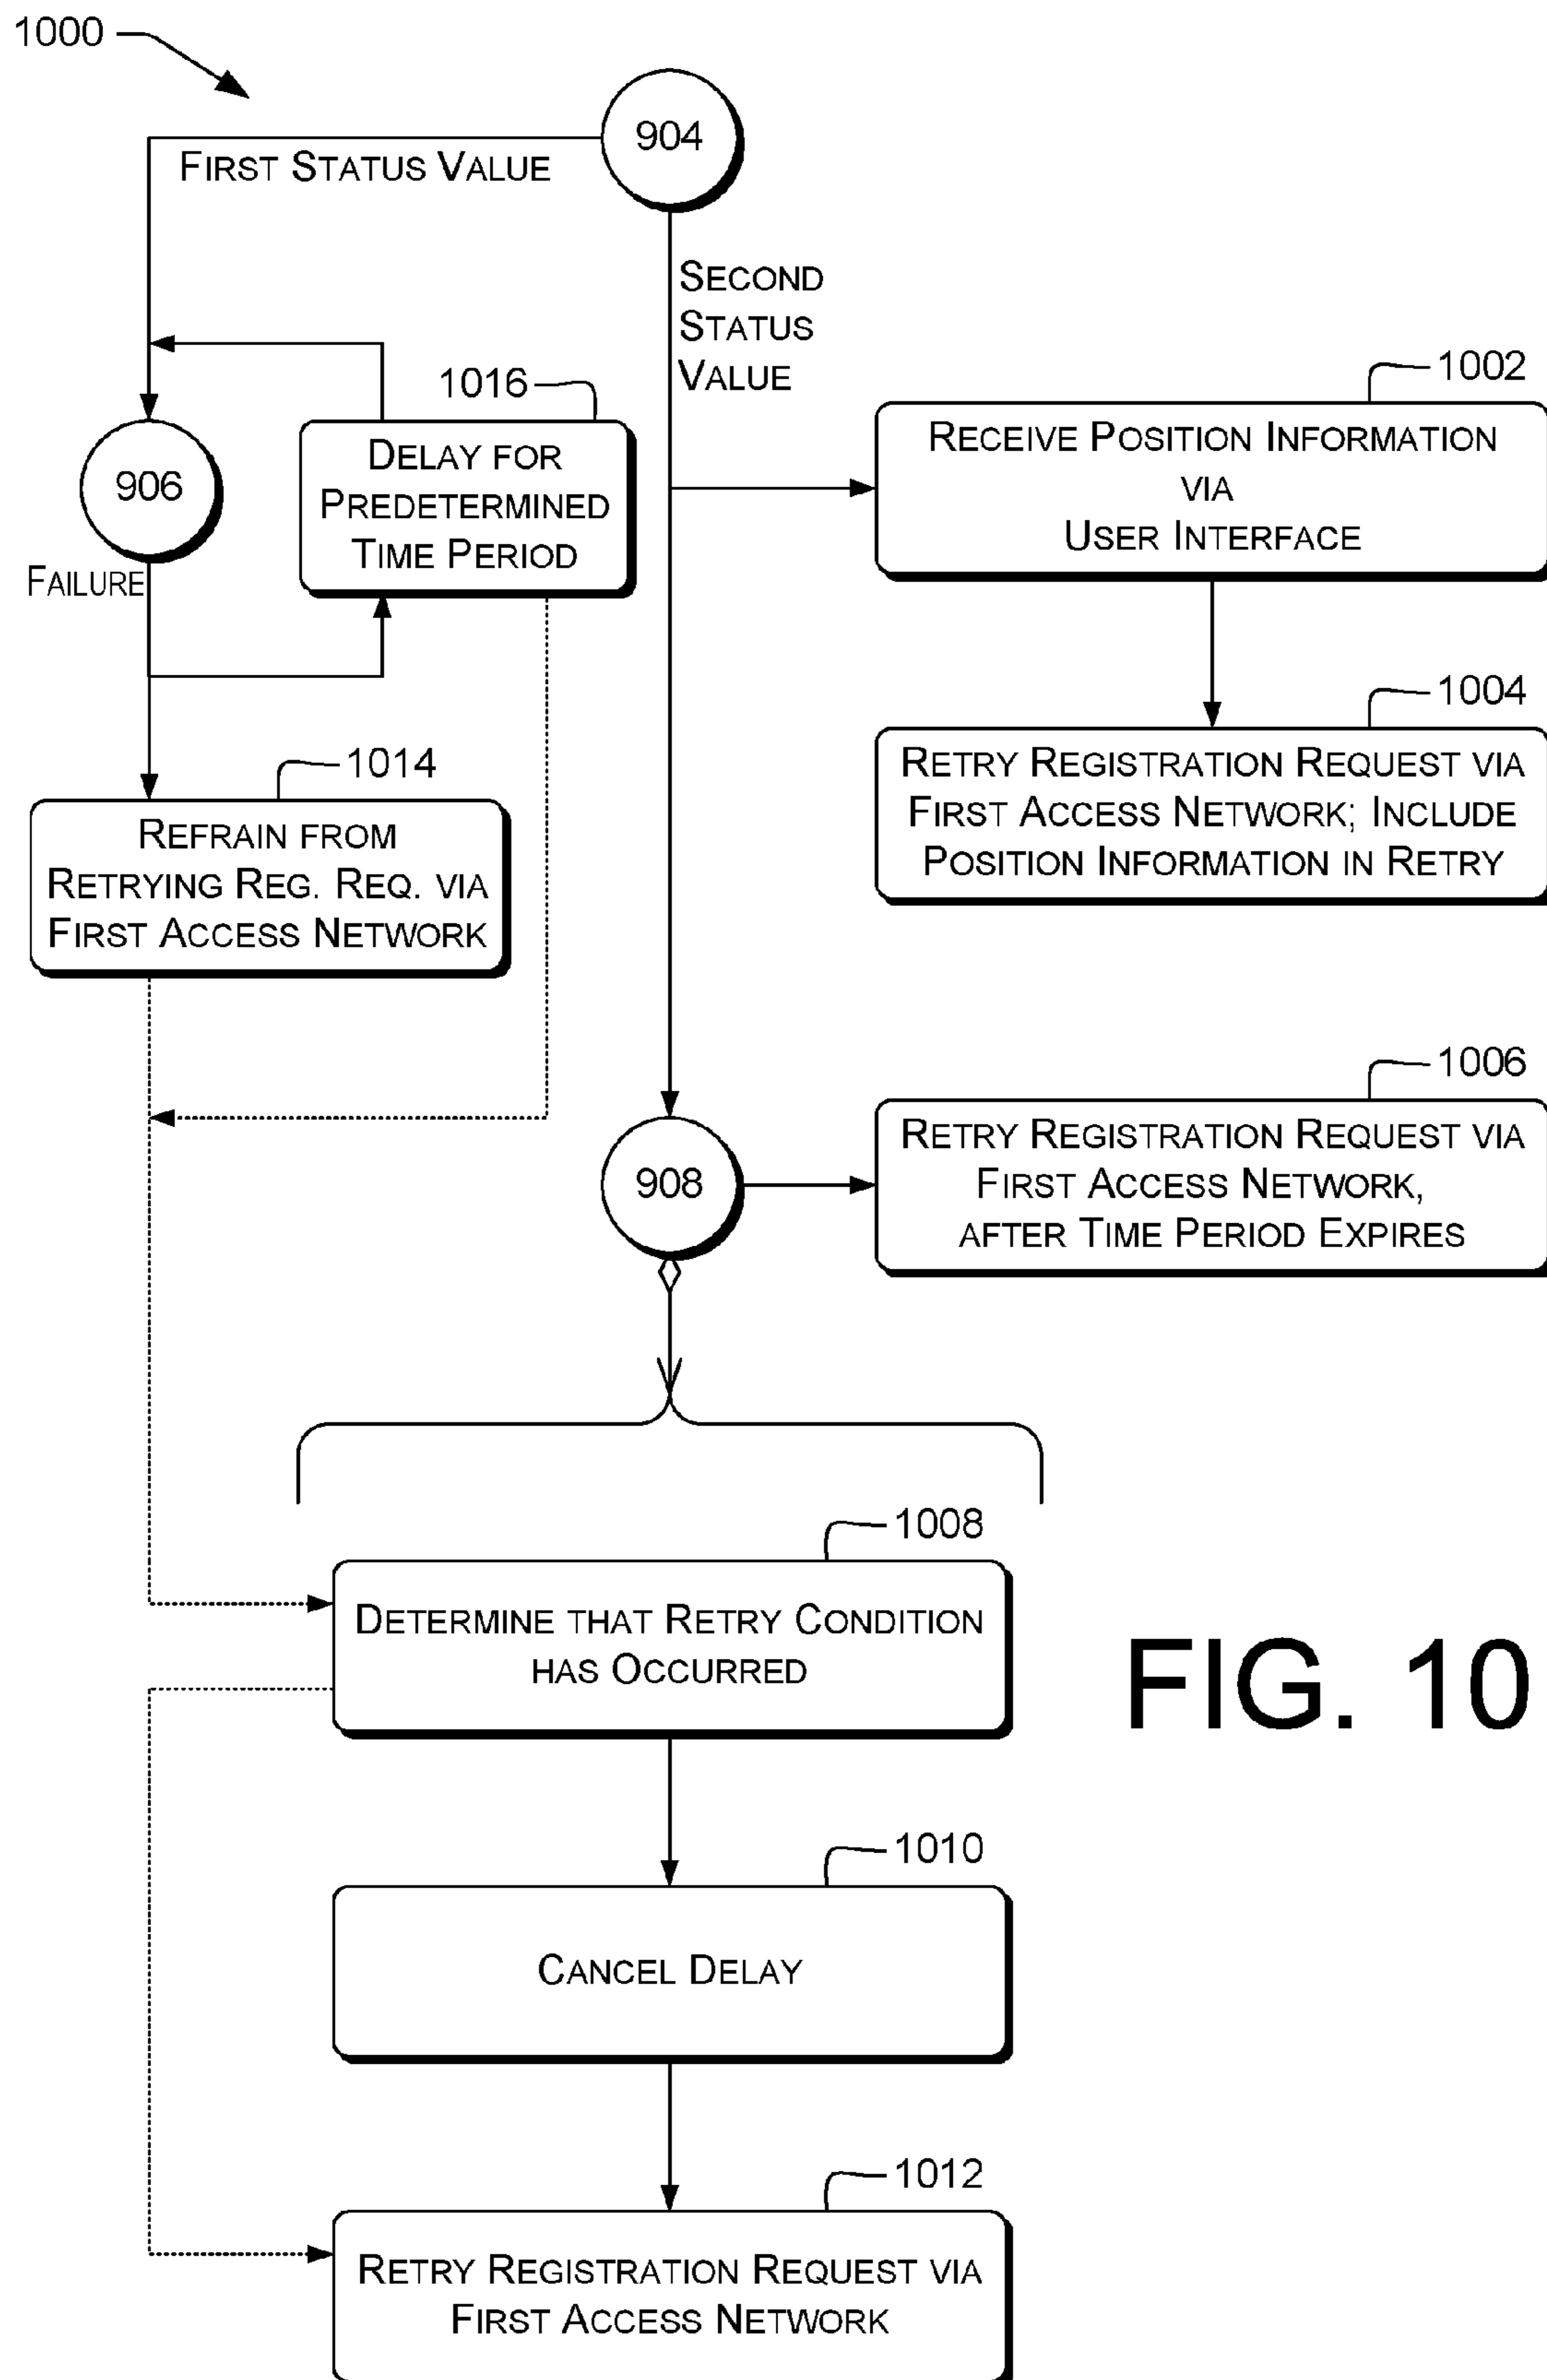 1000
904
FIRST STATUS VALUE
SECOND
STATUS
VALUE
1002
RECEIVE POSITION INFORMATION
VIA
USER INTERFACE
1016
DELAY FOR
PREDETERMINED
TIME PERIOD
906
FAILURE
1004
RETRY REGISTRATION REQUEST VIA
FIRST ACCESS NETWORK; INCLUDE
POSITION INFORMATION IN RETRY
1014
REFRAIN FROM
RETRYING REG. REQ. VIA
FIRST ACCESS NETWORK
1006
RETRY REGISTRATION REQUEST VIA
FIRST ACCESS NETWORK,
AFTER TIME PERIOD EXPIRES
908
1008
DETERMINE THAT RETRY CONDITION
HAS OCCURRED
FIG. 10
1010
CANCEL DELAY
1012
RETRY REGISTRATION REQUEST VIA
FIRST ACCESS NETWORK